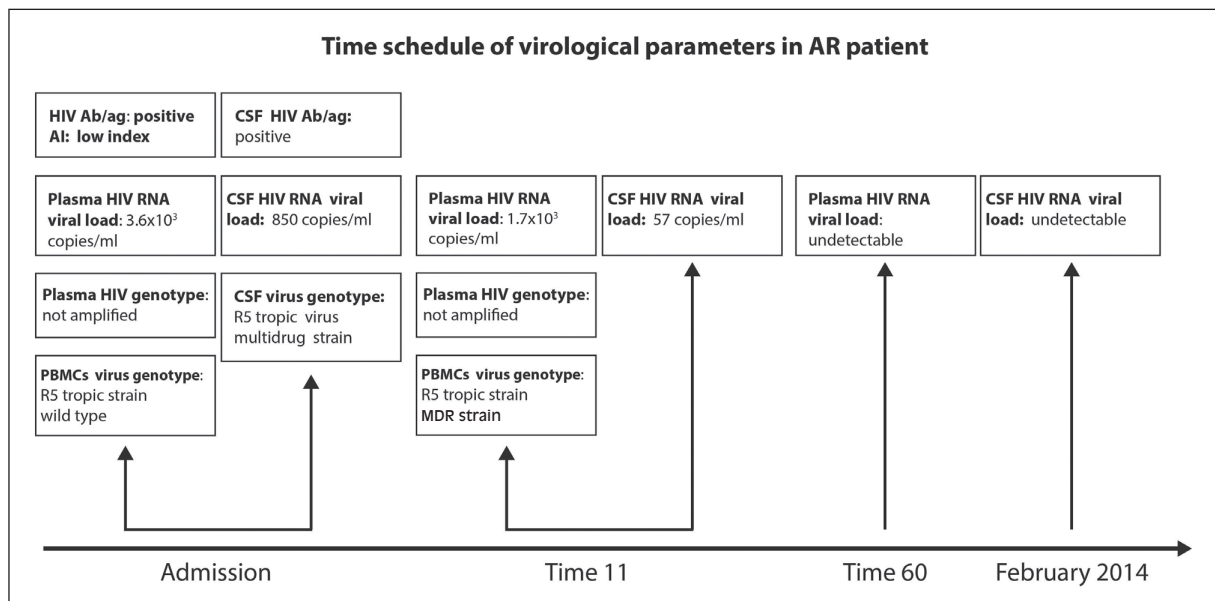 Time schedule of virological parameters in AR patient
HIV Ab/ag: positive
AI: low index
CSF HIV Ab/ag:
positive
Plasma HIV RNA
viral load: 3.6x10³
copies/ml
CSF HIV RNA viral
load: 850 copies/ml
Plasma HIV RNA
viral load: 1.7x10³
copies/ml
CSF HIV RNA viral
load: 57 copies/ml
Plasma HIV RNA
viral load:
undetectable
CSF HIV RNA viral
load: undetectable
Plasma HIV genotype:
not amplified
CSF virus genotype:
R5 tropic virus
multidrug strain
Plasma HIV genotype:
not amplified
PBMCs virus genotype:
R5 tropic strain
wild type
PBMCs virus genotype:
R5 tropic strain
MDR strain
Admission
Time 11
Time 60
February 2014